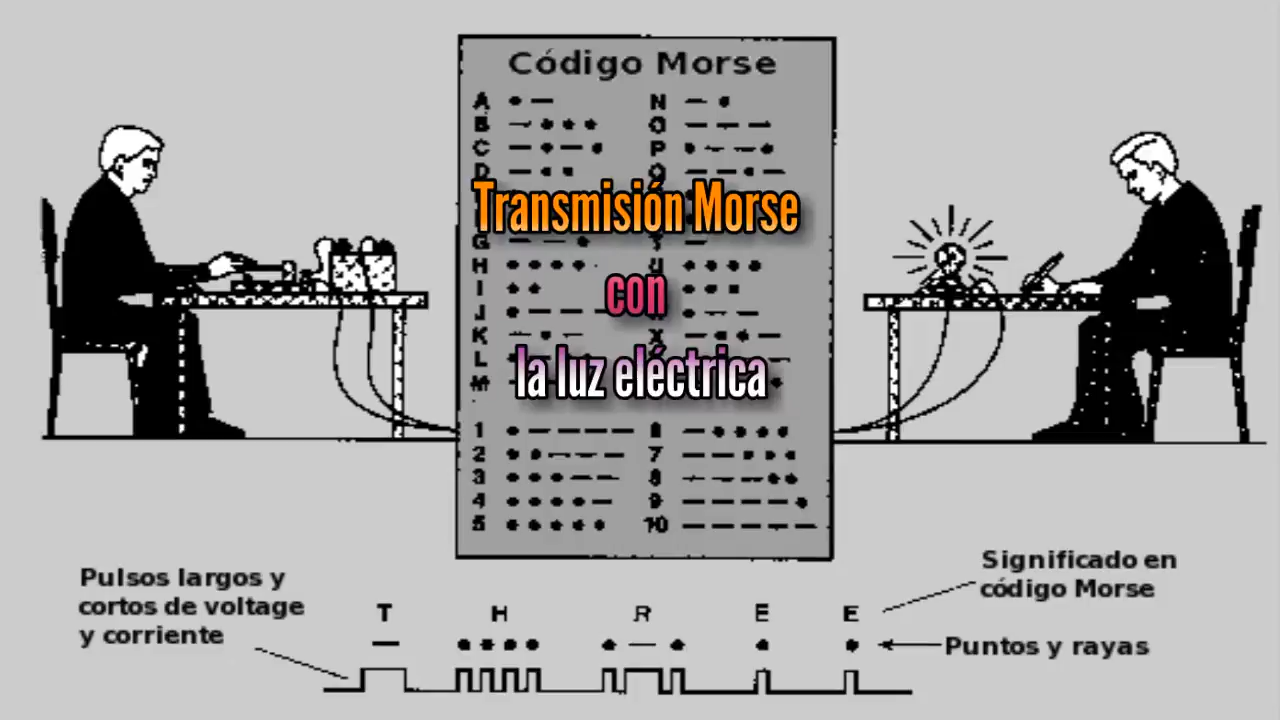 Código Morse
A • — N — •
B — • • • O — — —
C — • — • P • — — •
D — • • Q — — • —
Transmisión Morse
G — — •
H • • • • U • • • •
I • •
con
J • — — —
K — • — X — • • —
L
la luz eléctrica
M
1 • — — — — 6 — • • • •
2 • • — — — 7 — — • • •
3 • • • — — 8 — — — • •
4 • • • • — 9 — — — — •
5 • • • • • 10 — — — — —
Pulsos largos y
cortos de voltage
y corriente
Significado en
código Morse
T H R E E
— • • • • • — • • •
Puntos y rayas